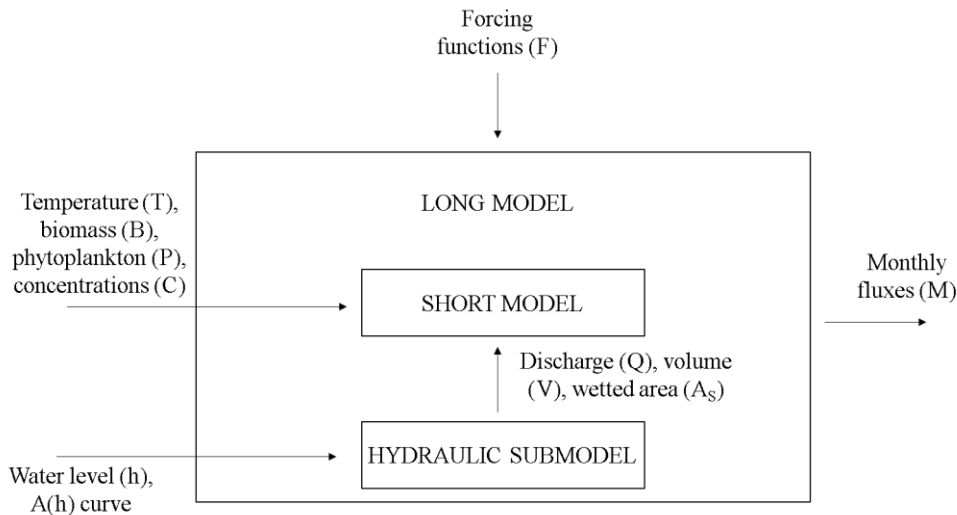 Forcing
functions (F)
LONG MODEL
Temperature (T),
biomass (B),
phytoplankton (P),
concentrations (C)
SHORT MODEL
Monthly
fluxes (M)
Discharge (Q), volume
(V), wetted area (Aₛ)
HYDRAULIC SUBMODEL
Water level (h),
A(h) curve